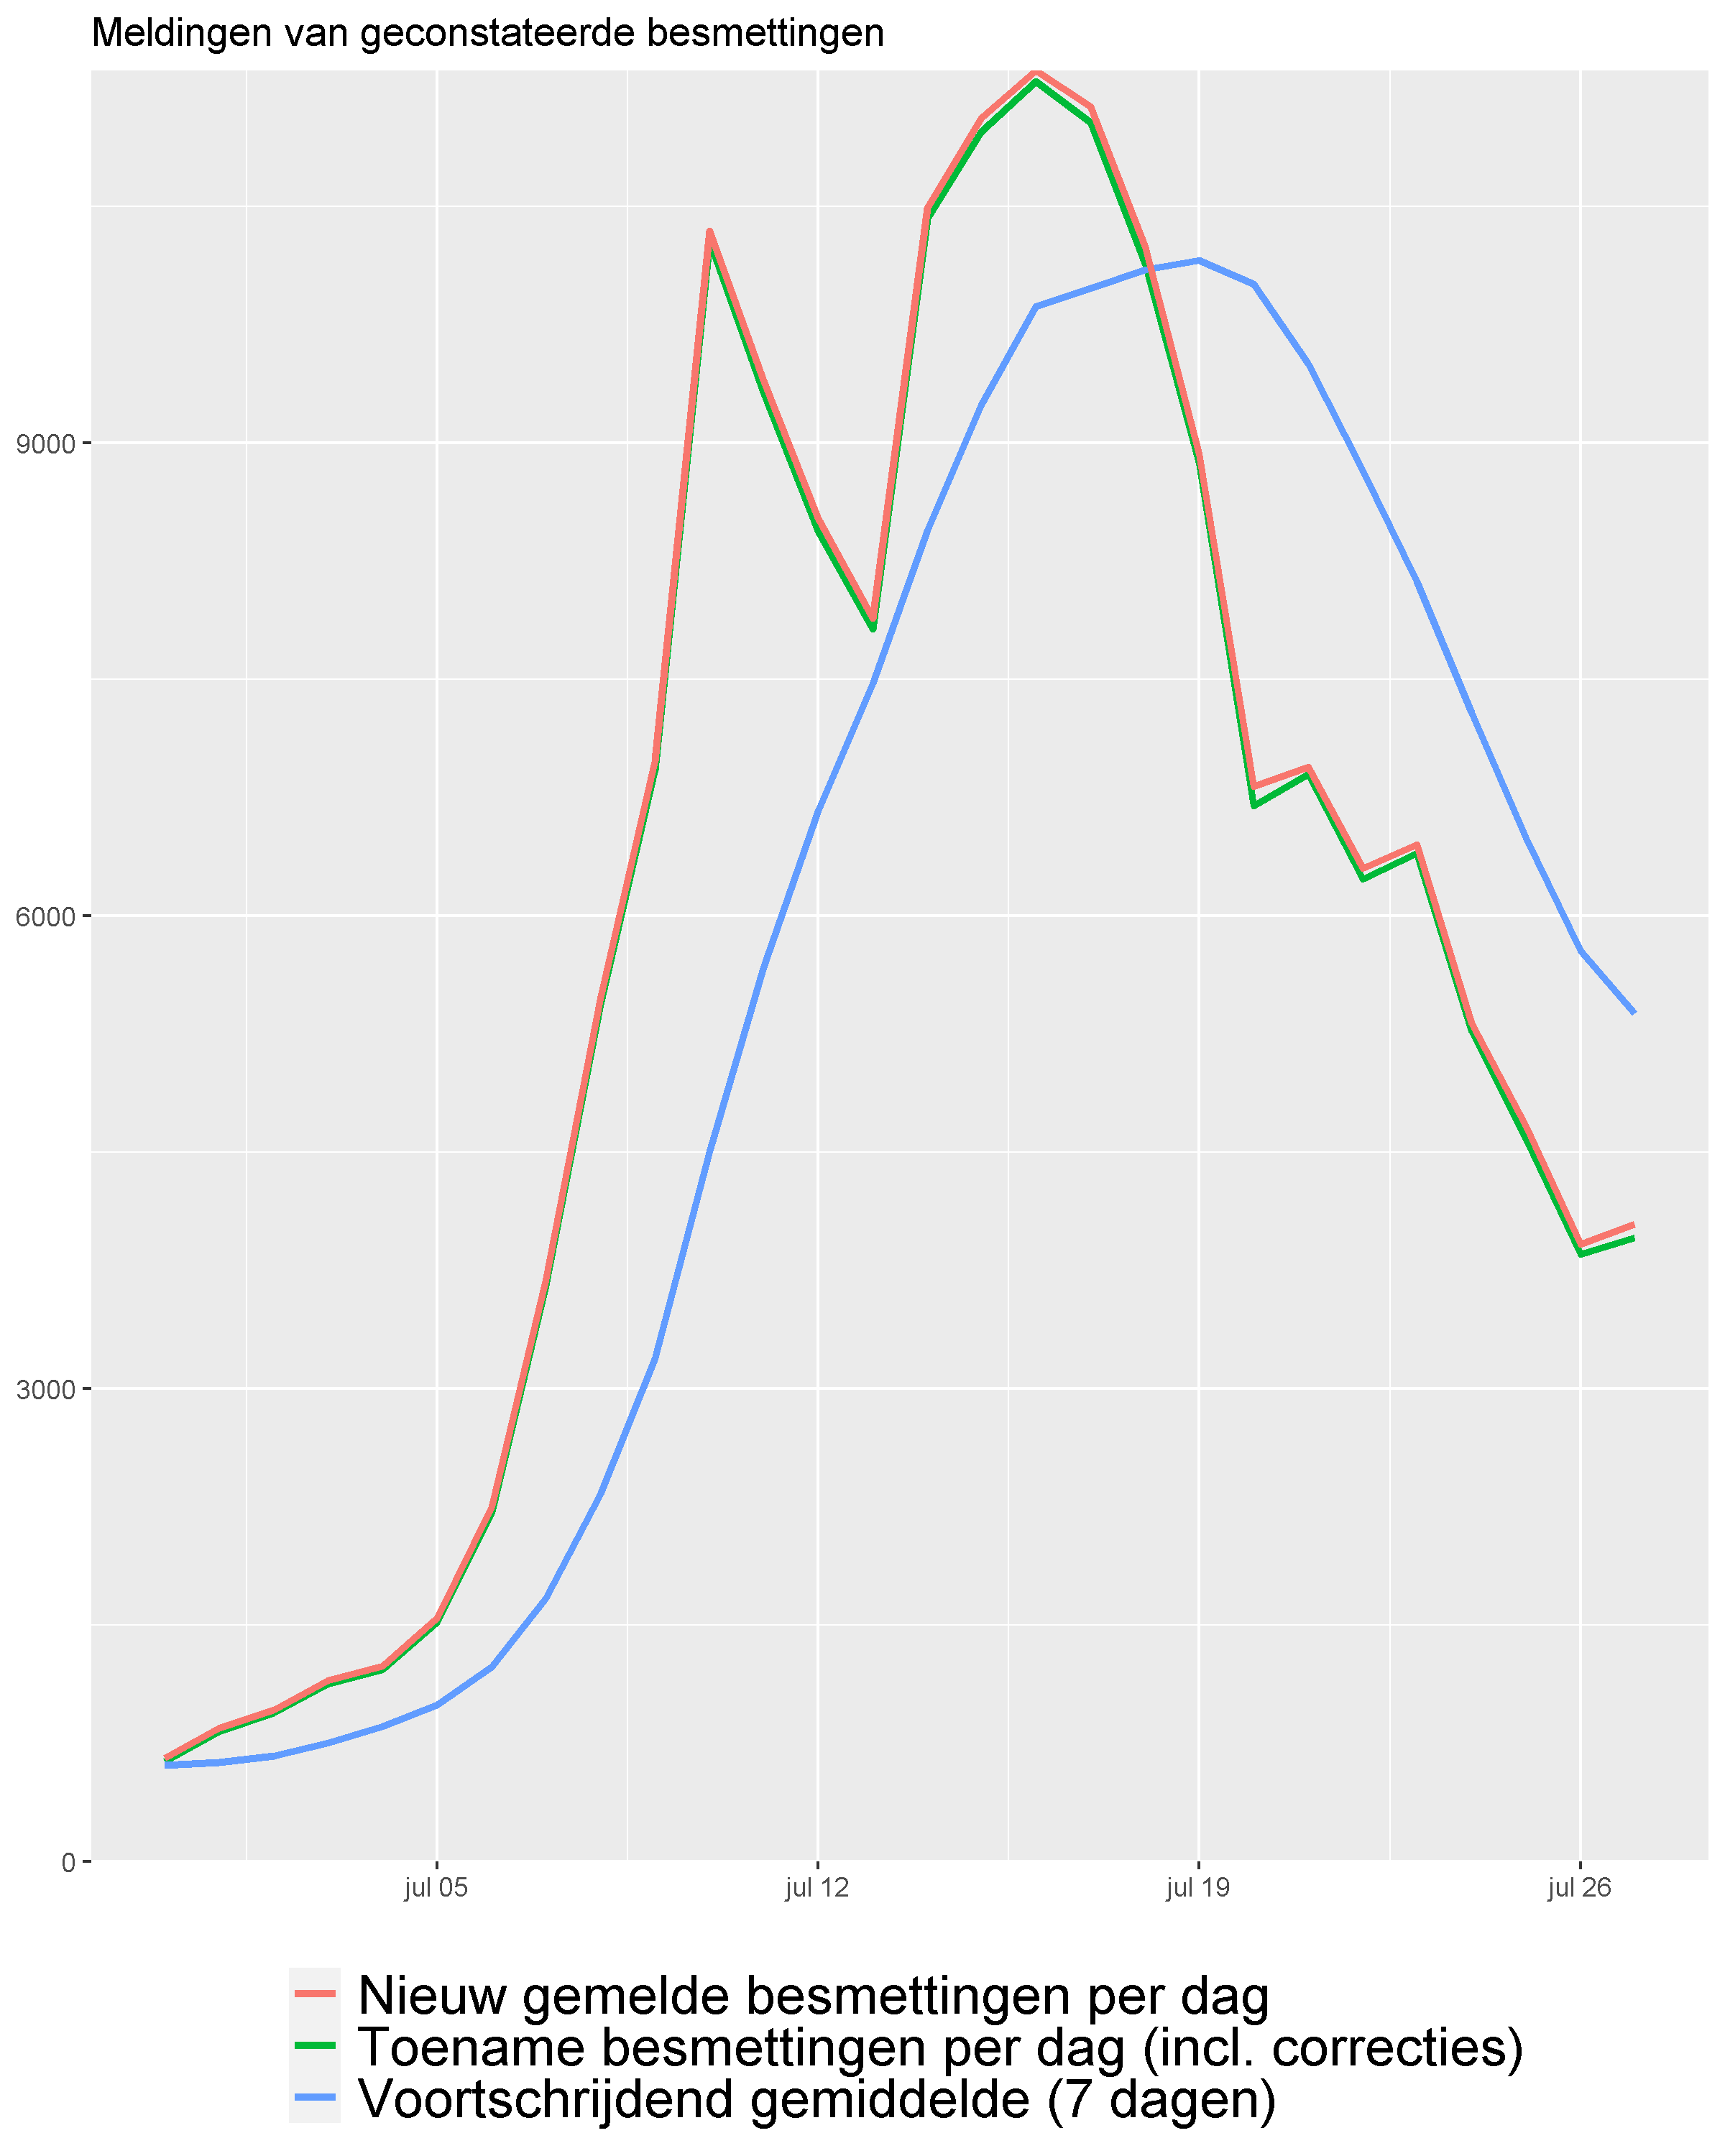 Meldingen van geconstateerde besmettingen
9000
6000
3000
0
jul 05
jul 12
jul 19
jul 26
Nieuw gemelde besmettingen per dag
Toename besmettingen per dag (incl. correcties)
Voortschrijdend gemiddelde (7 dagen)